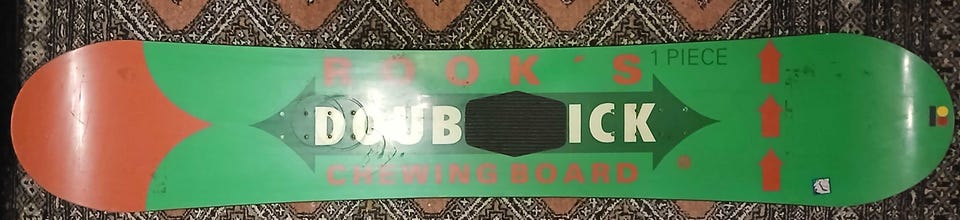 ROOK'S
1 PIECE
DOUB ICK
CHEWING BOARD